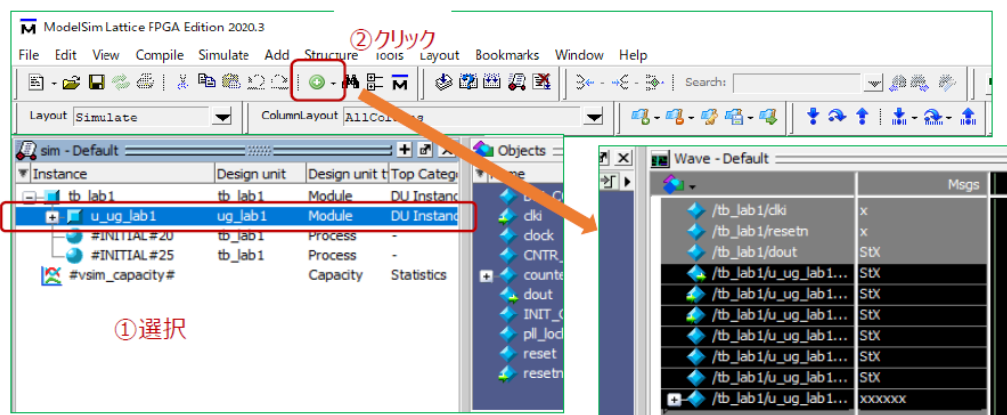 ModelSim Lattice FPGA Edition 2020.3
②クリック
File Edit View Compile Simulate Add Structure Tools Layout Bookmarks Window Help
Search:
Layout Simulate
ColumnLayout AllColumns
sim - Default
Instance Design unit Design unit t Top Catego
tb_lab1 tb_lab1 Module DU Instanc
u_ug_lab1 ug_lab1 Module DU Instanc
#INITIAL#20 tb_lab1 Process -
#INITIAL#25 tb_lab1 Process -
#vsim_capacity# Capacity Statistics
①選択
Objects
clki
clock
CNTR_
counte
dout
INIT_
pll_loc
reset
resetn
Wave - Default
Msgs
/tb_lab1/clki x
/tb_lab1/resetn x
/tb_lab1/dout StX
/tb_lab1/u_ug_lab1... StX
/tb_lab1/u_ug_lab1... StX
/tb_lab1/u_ug_lab1... StX
/tb_lab1/u_ug_lab1... StX
/tb_lab1/u_ug_lab1... StX
/tb_lab1/u_ug_lab1... StX
/tb_lab1/u_ug_lab1... xxxxxx